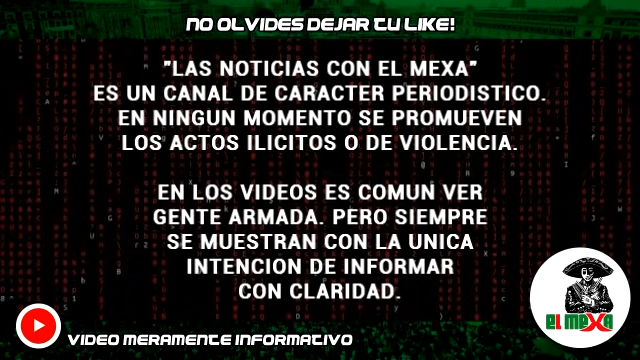 NO OLVIDES DEJAR TU LIKE!
"LAS NOTICIAS CON EL MEXA"
ES UN CANAL DE CARACTER PERIODISTICO.
EN NINGUN MOMENTO SE PROMUEVEN
LOS ACTOS ILICITOS O DE VIOLENCIA.
EN LOS VIDEOS ES COMUN VER
GENTE ARMADA. PERO SIEMPRE
SE MUESTRAN CON LA UNICA
INTENCION DE INFORMAR
CON CLARIDAD.
EL MEXA
VIDEO MERAMENTE INFORMATIVO